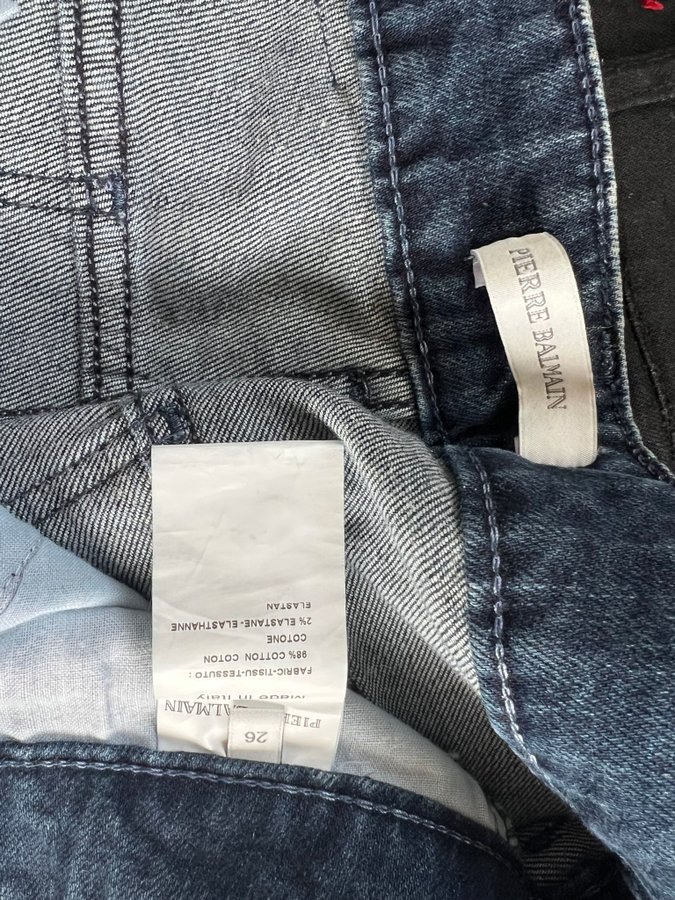 PIERRE BALMAIN
PIE BALMAIN
Made in Italy
FABRIC-TISSU-TESSUTO :
98% COTTON COTON
COTONE
2% ELASTANE-ELASTHANNE
ELASTAN
26